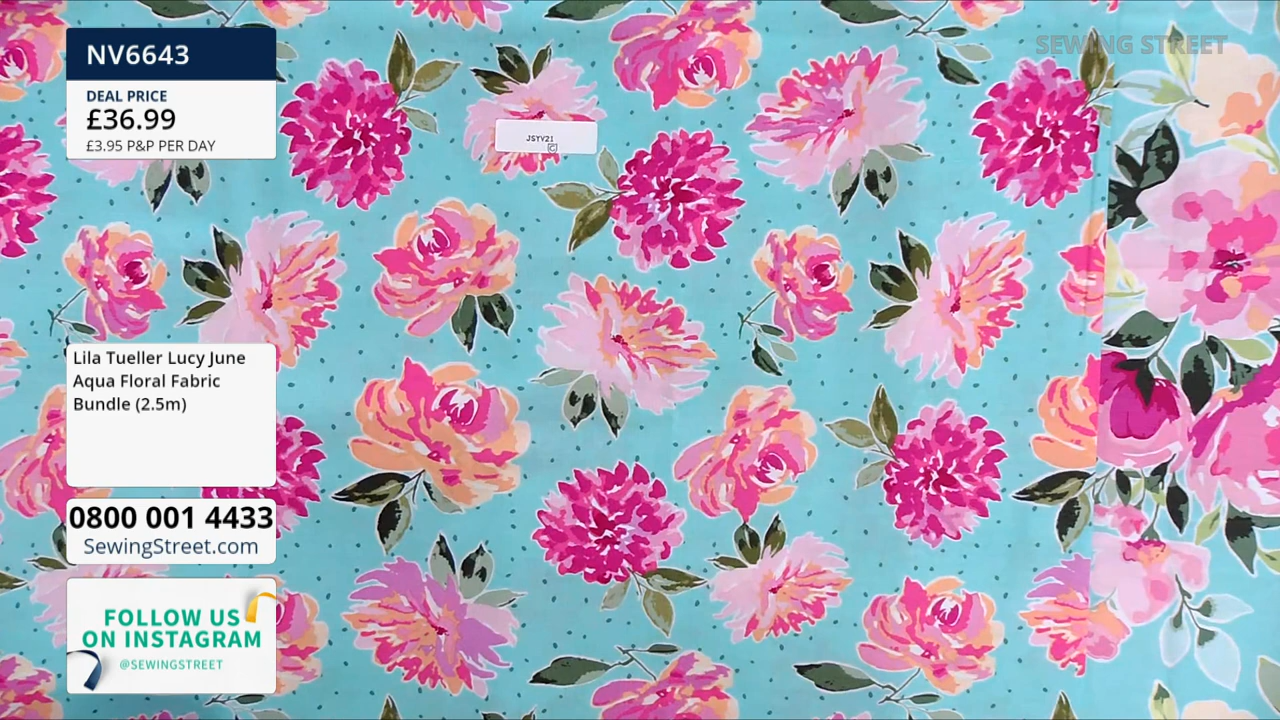 NV6643
DEAL PRICE
£36.99
£3.95 P&P PER DAY
SEWING STREET
JSYV21
Lila Tueller Lucy June
Aqua Floral Fabric
Bundle (2.5m)
0800 001 4433
SewingStreet.com
FOLLOW US
ON INSTAGRAM
@SEWINGSTREET